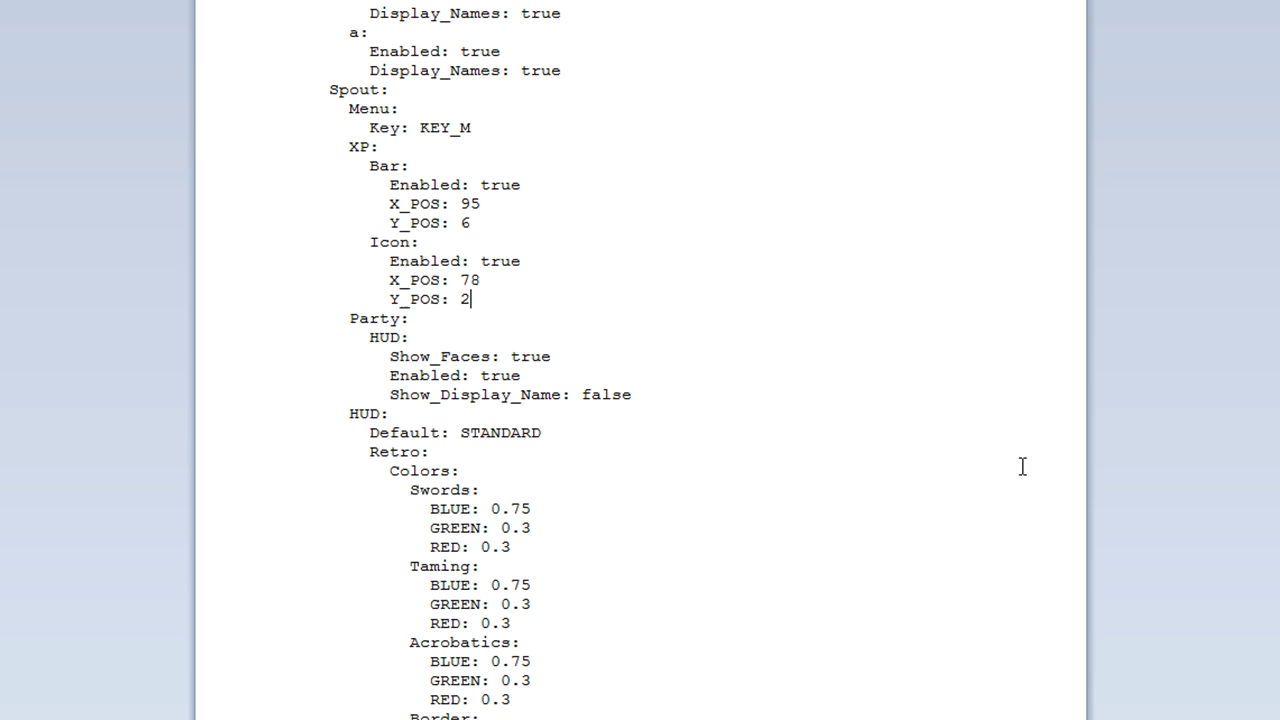 Display_Names: true
a:
Enabled: true
Display_Names: true
Spout:
Menu:
Key: KEY_M
XP:
Bar:
Enabled: true
X_POS: 95
Y_POS: 6
Icon:
Enabled: true
X_POS: 78
Y_POS: 2
Party:
HUD:
Show_Faces: true
Enabled: true
Show_Display_Name: false
HUD:
Default: STANDARD
Retro:
Colors:
Swords:
BLUE: 0.75
GREEN: 0.3
RED: 0.3
Taming:
BLUE: 0.75
GREEN: 0.3
RED: 0.3
Acrobatics:
BLUE: 0.75
GREEN: 0.3
RED: 0.3
Border: